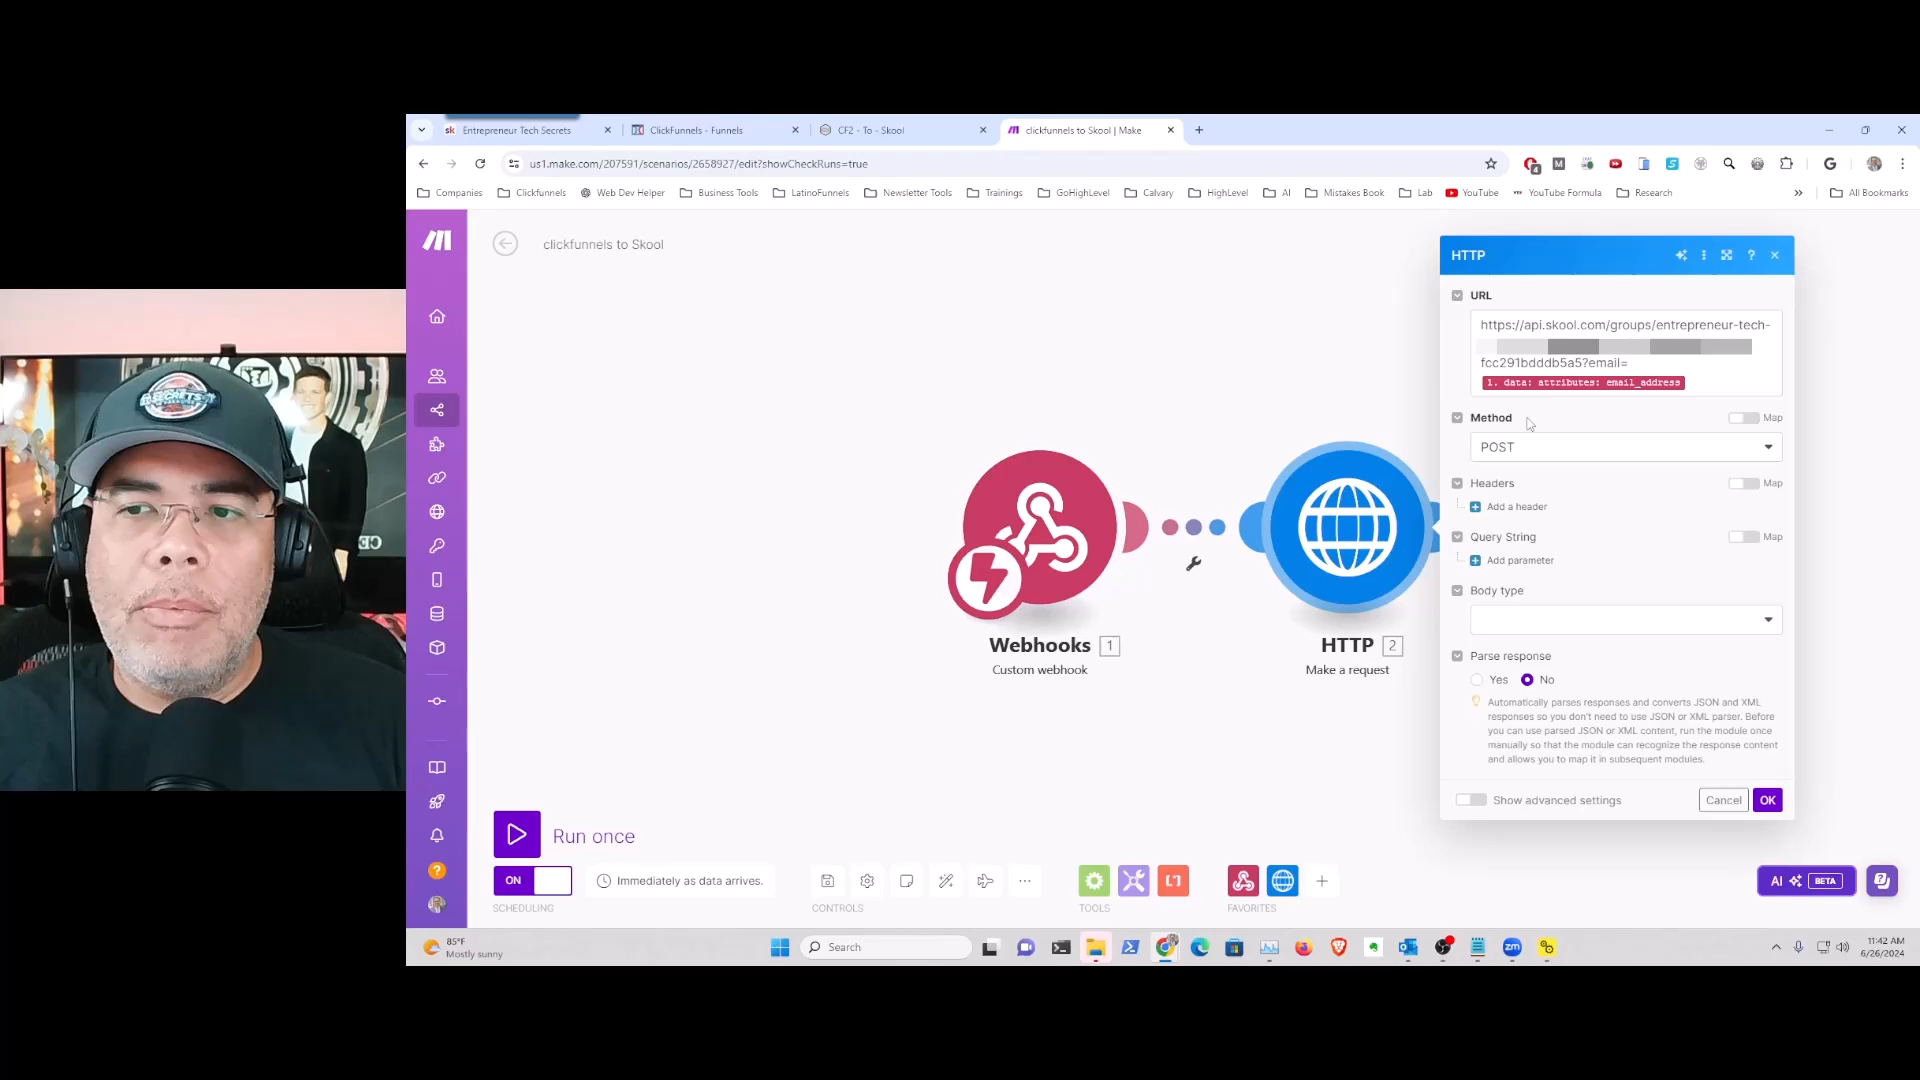 Entrepreneur Tech Secrets
ClickFunnels - Funnels
CF2 - To - Skool
clickfunnels to Skool | Make
us1.make.com/207591/scenarios/2658927/edit?showCheckRuns=true
Companies
Clickfunnels
Web Dev Helper
Business Tools
LatinoFunnels
Newsletter Tools
Trainings
GoHighLevel
Calvary
HighLevel
AI
Mistakes Book
Lab
YouTube
YouTube Formula
Research
All Bookmarks
clickfunnels to Skool
HTTP
URL
https://api.skool.com/groups/entrepreneur-tech-
fcc291bdddb5a5?email=
1. data: attributes: email_address
Method
Map
POST
Headers
Map
Add a header
Query String
Map
Add parameter
Body type
Parse response
Yes
No
Automatically parses responses and converts JSON and XML
responses so you don't need to use JSON or XML parser. Before
you can use parsed JSON or XML content, run the module once
manually so that the module can recognize the response content
and allows you to map it in subsequent modules.
Show advanced settings
Cancel
OK
Webhooks 1
Custom webhook
HTTP 2
Make a request
Run once
ON
Immediately as data arrives.
SCHEDULING
CONTROLS
TOOLS
FAVORITES
AI
BETA
85°F
Mostly sunny
Search
zm
11:42 AM
6/26/2024